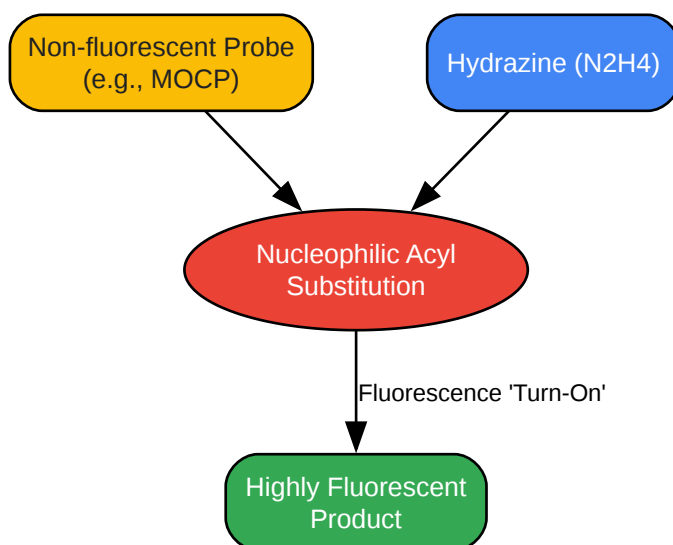 Non-fluorescent Probe
(e.g., MOCP)
Hydrazine (N2H4)
Nucleophilic Acyl
Substitution
Fluorescence 'Turn-On'
Highly Fluorescent
Product